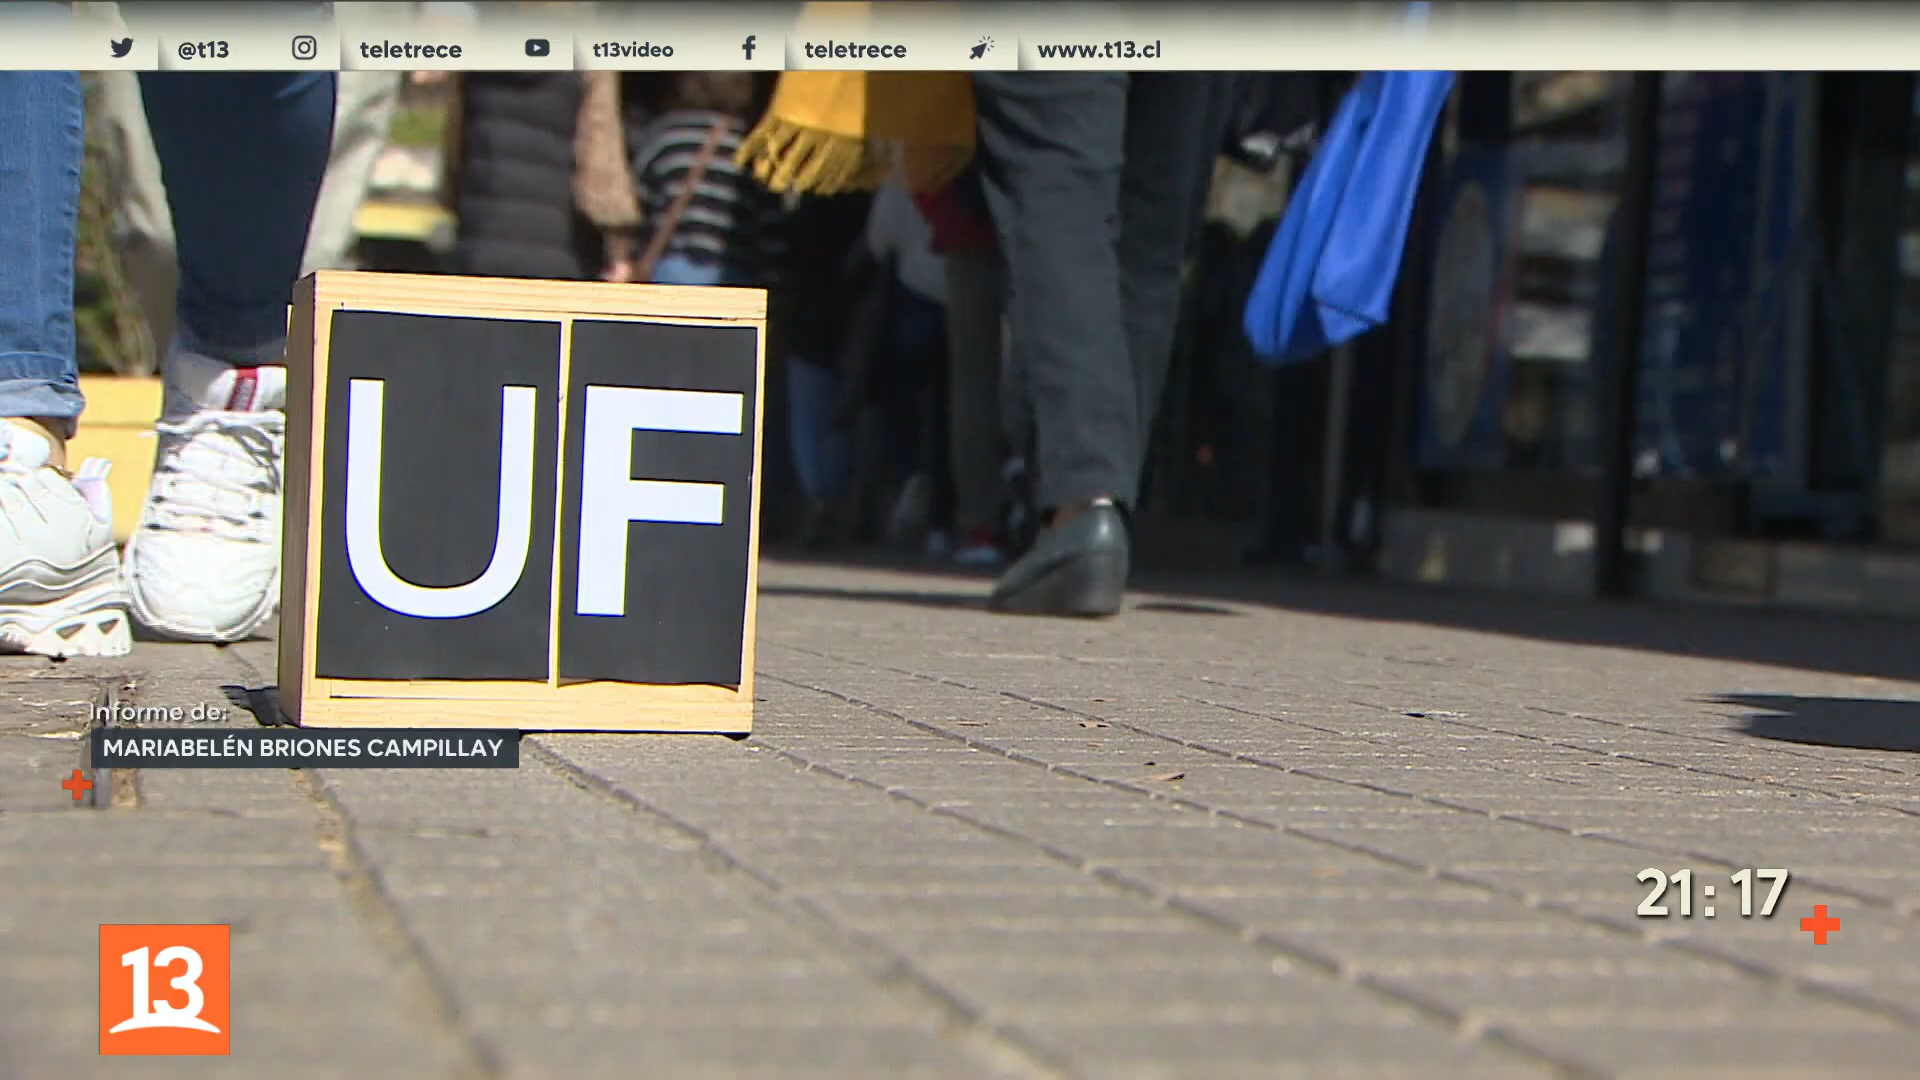 @t13 teletrece t13video teletrece www.t13.cl
UF
Informe de:
MARIABELÉN BRIONES CAMPILLAY
21:17
13